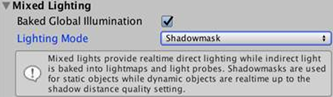 Mixed Lighting
Baked Global Illumination
Lighting Mode Shadowmask
Mixed lights provide realtime direct lighting while indirect light
is baked into lightmaps and light probes. Shadowmasks are
used for static objects while dynamic objects are realtime up to the
shadow distance quality setting.